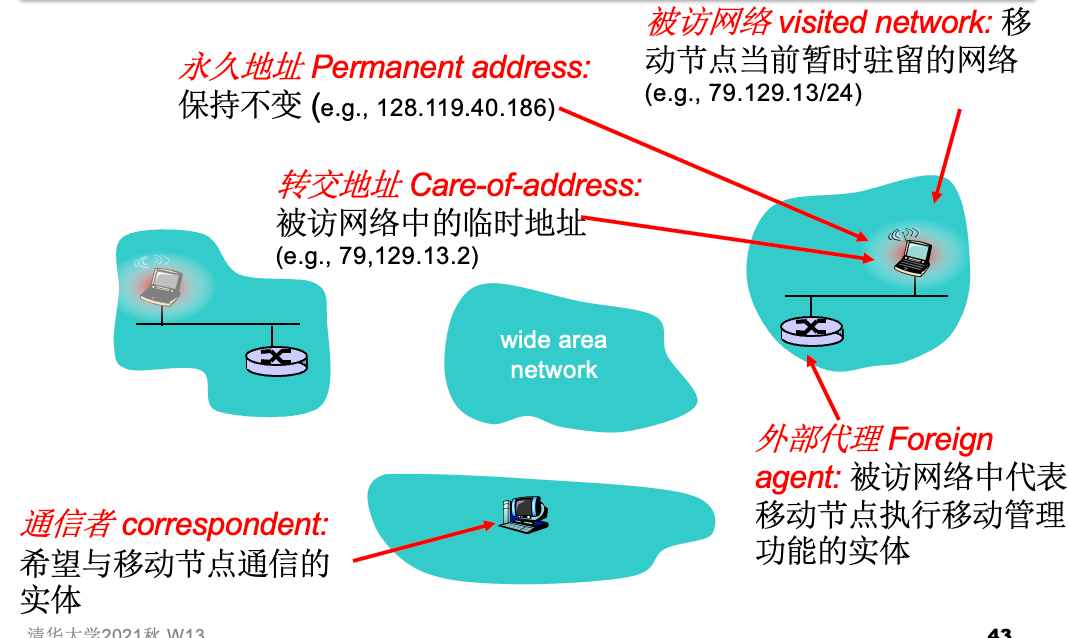 被访网络 visited network: 移
动节点当前暂时驻留的网络
(e.g., 79.129.13/24)
永久地址 Permanent address:
保持不变 (e.g., 128.119.40.186)
转交地址 Care-of-address:
被访网络中的临时地址
(e.g., 79,129.13.2)
wide area
network
外部代理 Foreign
agent: 被访网络中代表
移动节点执行移动管理
功能的实体
通信者 correspondent:
希望与移动节点通信的
实体
清华大学2021秋 W13
43